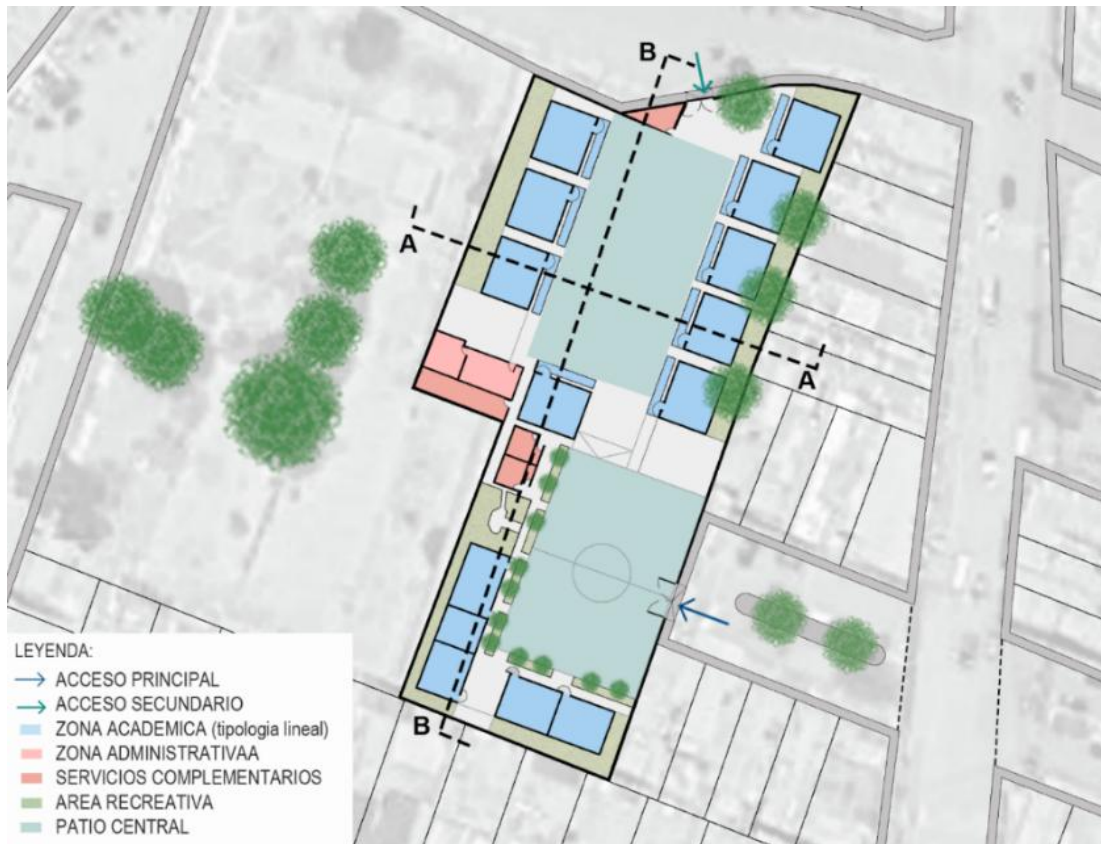 B
A
A
B
LEYENDA:
ACCESO PRINCIPAL
ACCESO SECUNDARIO
ZONA ACADEMICA (tipologia lineal)
ZONA ADMINISTRATIVAA
SERVICIOS COMPLEMENTARIOS
AREA RECREATIVA
PATIO CENTRAL